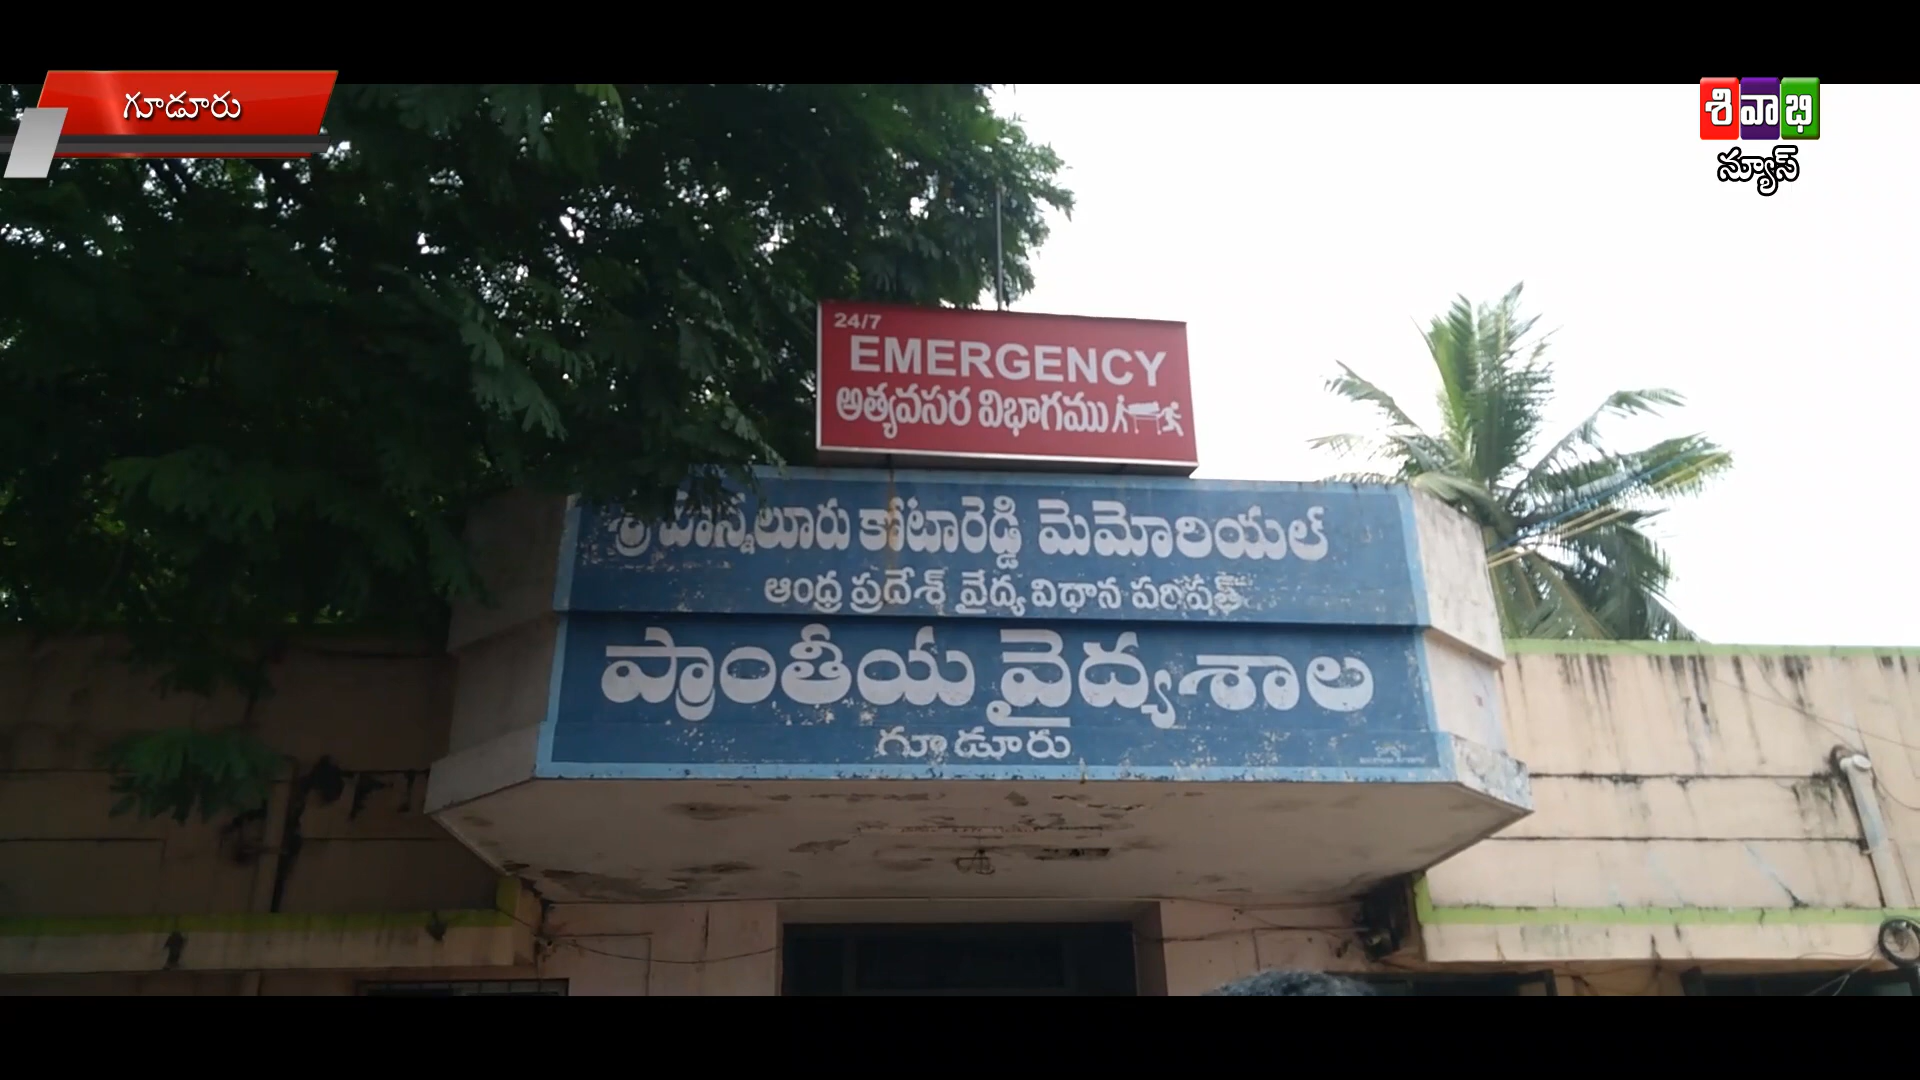 గూడూరు
శివాభి
న్యూస్
24/7
EMERGENCY
అత్యవసర విభాగము
శ్రీ పొన్నలూరు కోటారెడ్డి మెమోరియల్
ఆంధ్ర ప్రదేశ్ వైద్య విధాన పరిషత్
ప్రాంతీయ వైద్యశాల
గూడూరు